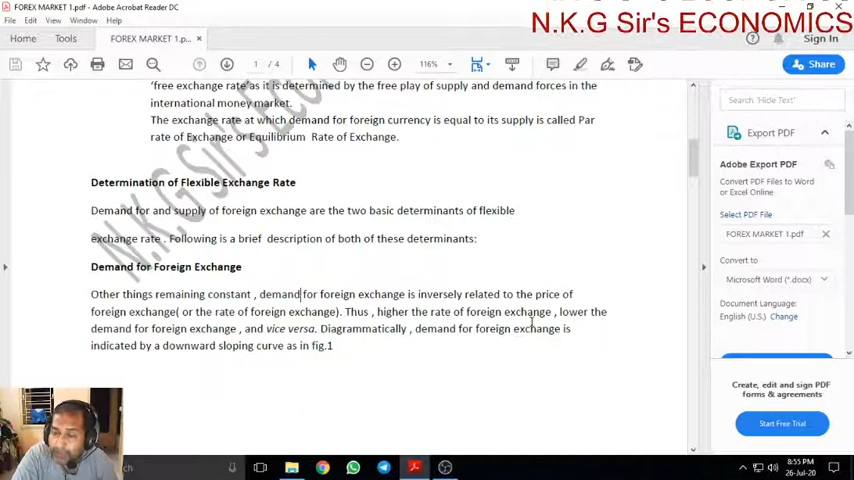 FOREX MARKET 1.pdf - Adobe Acrobat Reader DC
N.K.G Sir's ECONOMICS
File Edit View Window Help
Home Tools FOREX MARKET 1.p... × Sign In
1 / 4 116% Share
'free exchange rate'as it is determined by the free play of supply and demand forces in the
international money market.
The exchange rate at which demand for foreign currency is equal to its supply is called Par
rate of Exchange or Equilibrium Rate of Exchange.
Determination of Flexible Exchange Rate
Demand for and supply of foreign exchange are the two basic determinants of flexible
exchange rate . Following is a brief description of both of these determinants:
Demand for Foreign Exchange
Other things remaining constant , demand for foreign exchange is inversely related to the price of
foreign exchange( or the rate of foreign exchange). Thus , higher the rate of foreign exchange , lower the
demand for foreign exchange , and vice versa. Diagrammatically , demand for foreign exchange is
indicated by a downward sloping curve as in fig.1
N.K.G Sir's
Search 'Hide Text'
Export PDF
Adobe Export PDF
Convert PDF Files to Word
or Excel Online
Select PDF File
FOREX MARKET 1.pdf ×
Convert to
Microsoft Word (*.docx)
Document Language:
English (U.S.) Change
Create, edit and sign PDF
forms & agreements
Start Free Trial
8:55 PM
26-Jul-20